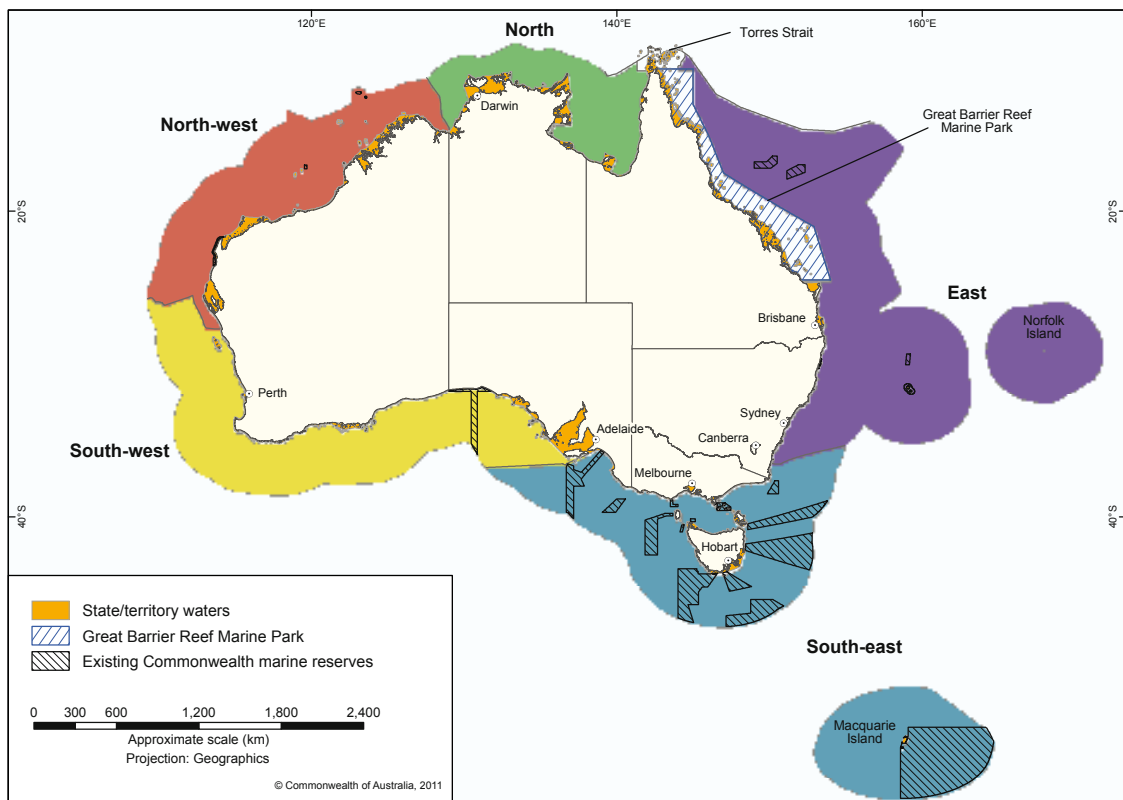 120°E
140°E
160°E
North
Torres Strait
Darwin
North-west
Great Barrier Reef
Marine Park
20°S
20°S
East
Brisbane
Norfolk
Island
Perth
Sydney
Adelaide
Canberra
South-west
Melbourne
40°S
40°S
Hobart
State/territory waters
Great Barrier Reef Marine Park
Existing Commonwealth marine reserves
South-east
0 300 600 1,200 1,800 2,400
Approximate scale (km)
Projection: Geographics
Macquarie
Island
© Commonwealth of Australia, 2011